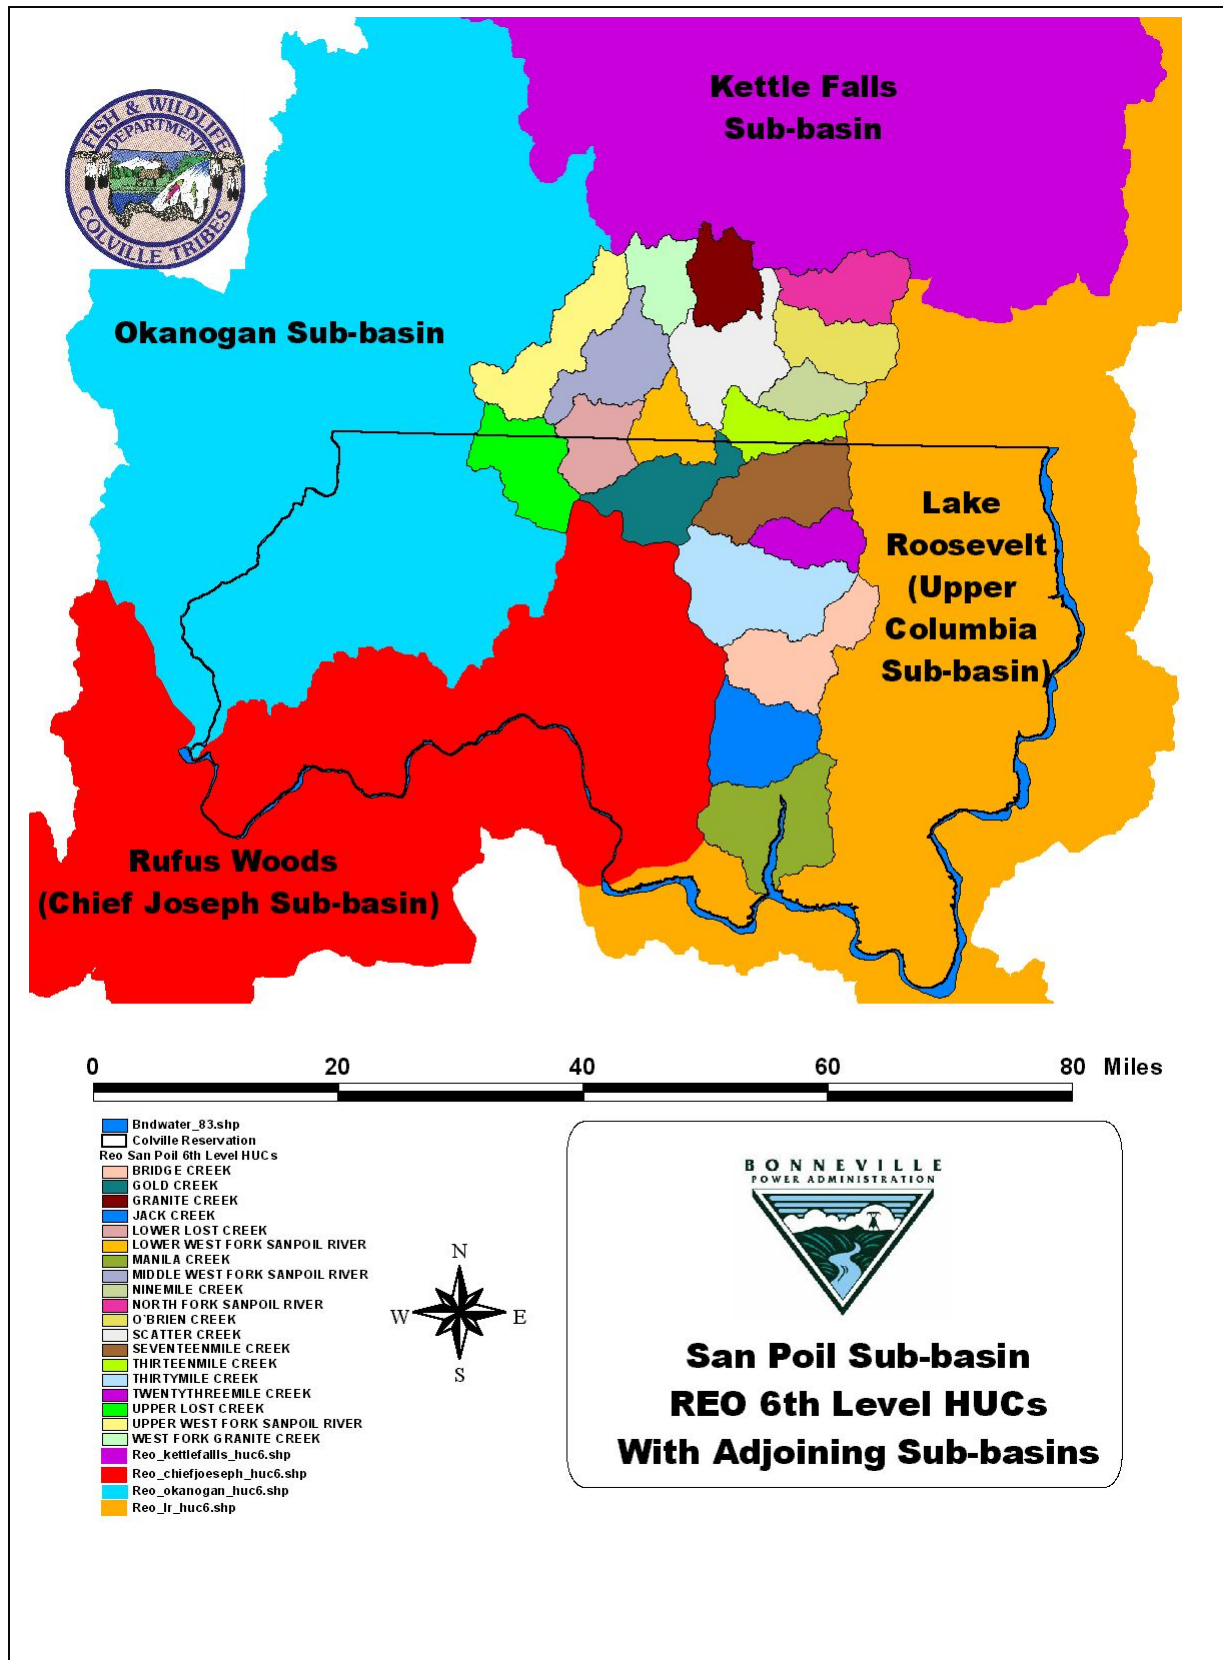 Kettle Falls
Sub-basin
FISH & WILDLIFE
DEPARTMENT
COLVILLE TRIBES
Okanogan Sub-basin
Lake
Roosevelt
(Upper
Columbia
Sub-basin)
Rufus Woods
(Chief Joseph Sub-basin)
0 20 40 60 80 Miles
Bndwater_83.shp
Colville Reservation
Reo San Poil 6th Level HUCs
BRIDGE CREEK
GOLD CREEK
GRANITE CREEK
JACK CREEK
LOWER LOST CREEK
LOWER WEST FORK SANPOIL RIVER
MANILA CREEK
MIDDLE WEST FORK SANPOIL RIVER
NINEMILE CREEK
NORTH FORK SANPOIL RIVER
O'BRIEN CREEK
SCATTER CREEK
SEVENTEENMILE CREEK
THIRTEENMILE CREEK
THIRTYMILE CREEK
TWENTYTHREEMILE CREEK
UPPER LOST CREEK
UPPER WEST FORK SANPOIL RIVER
WEST FORK GRANITE CREEK
Reo_kettlefallls_huc6.shp
Reo_chiefjoeseph_huc6.shp
Reo_okanogan_huc6.shp
Reo_lr_huc6.shp
N
W E
S
BONNEVILLE
POWER ADMINISTRATION
San Poil Sub-basin
REO 6th Level HUCs
With Adjoining Sub-basins